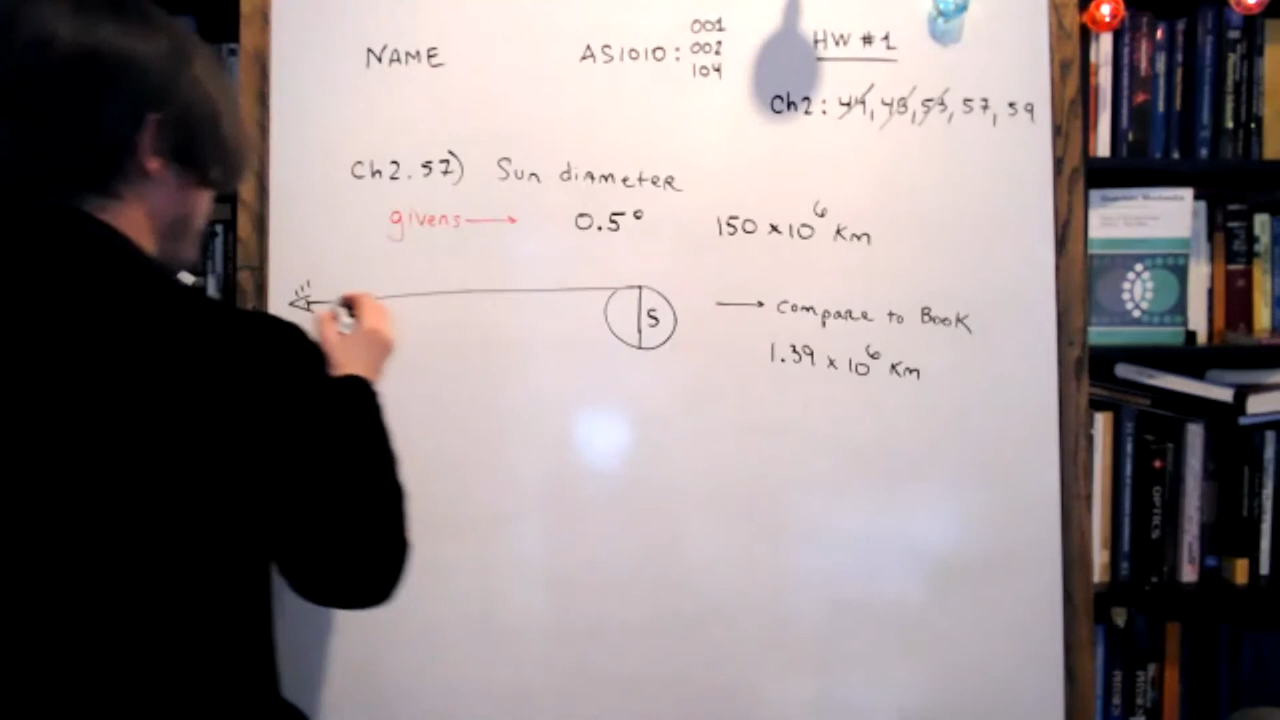 NAME
AS1010: 001
002
104
HW #1
Ch2: 44, 48, 53, 57, 59
Ch2.57) Sun diameter
givens → 0.5° 150 x 10⁶ Km
S
→ compare to Book
1.39 x 10⁶ Km
OPTICS